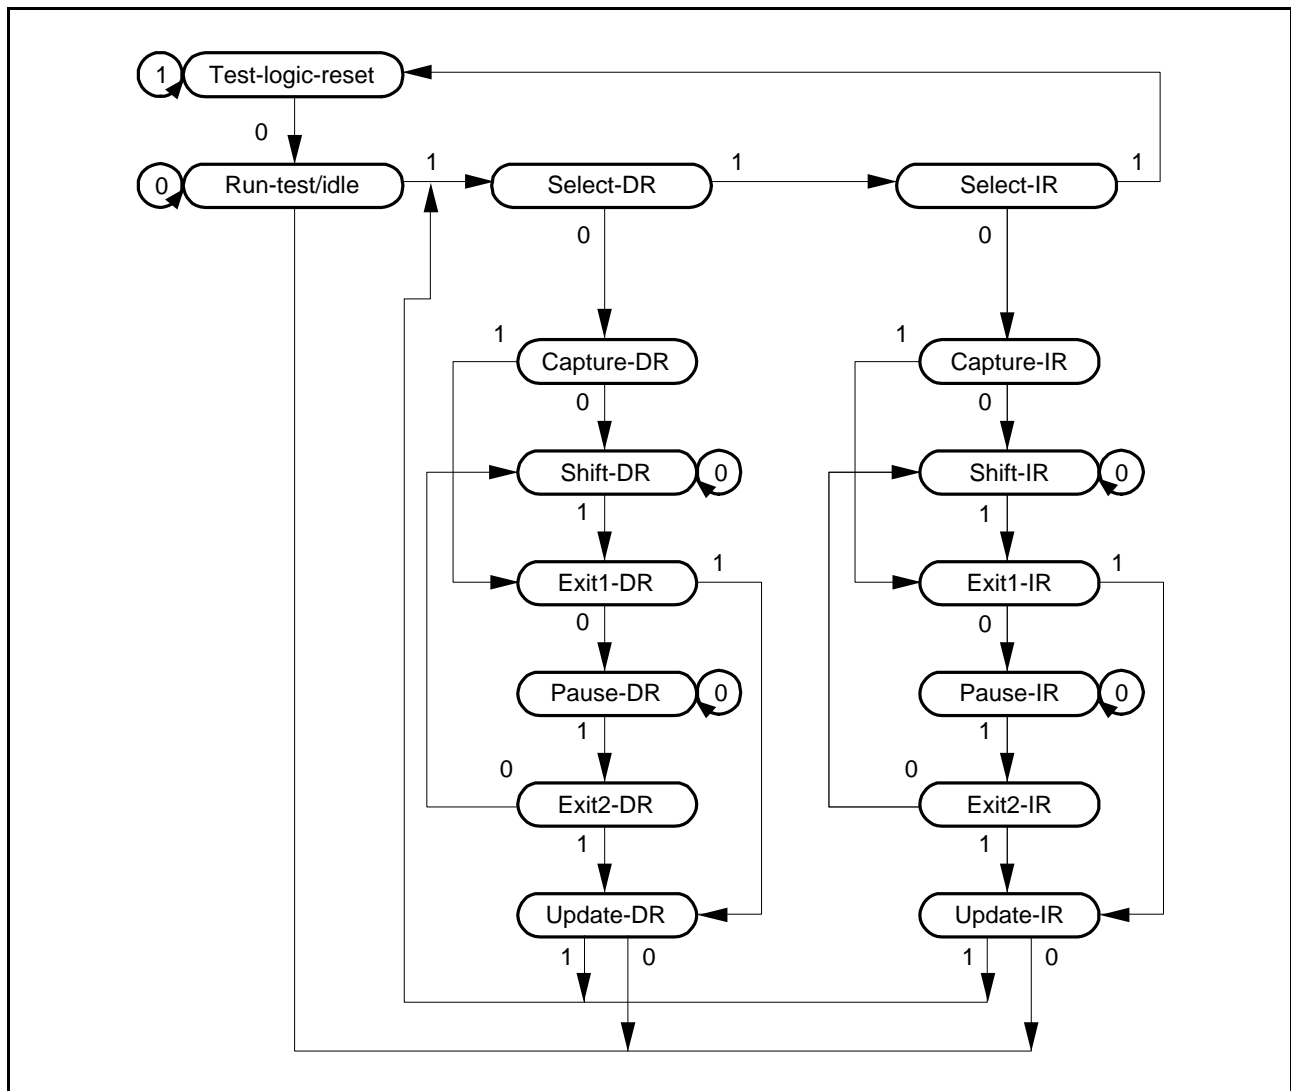 1 Test-logic-reset
0
0 Run-test/idle 1 Select-DR 1 Select-IR 1
0 0
1 1
Capture-DR Capture-IR
0 0
Shift-DR 0 Shift-IR 0
1 1
Exit1-DR 1 Exit1-IR 1
0 0
Pause-DR 0 Pause-IR 0
1 1
0 0
Exit2-DR Exit2-IR
1 1
Update-DR Update-IR
1 0 1 0